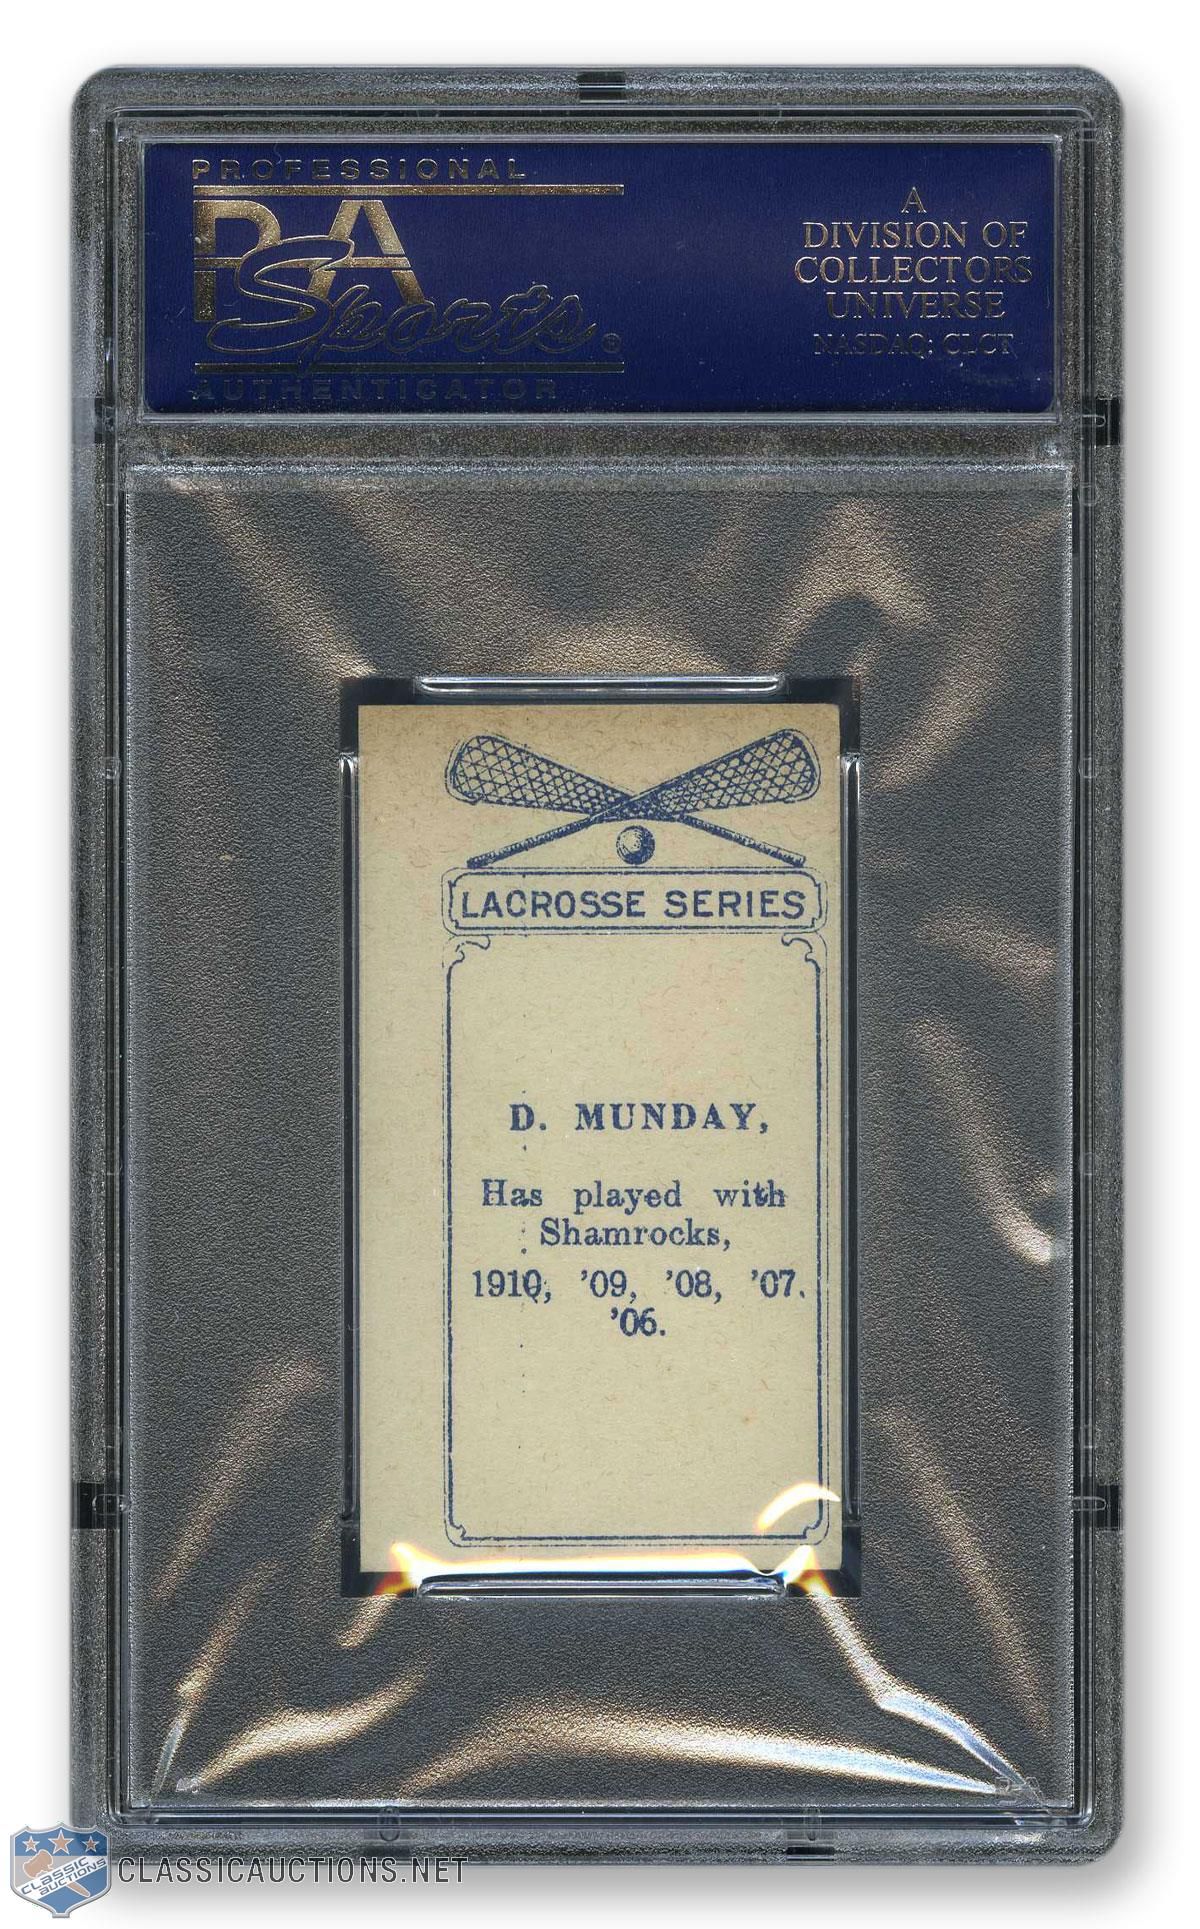 PROFESSIONAL
PSA
Sports®
AUTHENTICATOR
A
DIVISION OF
COLLECTORS
UNIVERSE
NASDAQ: CLCT
LACROSSE SERIES
D. MUNDAY,
Has played with
Shamrocks,
1910, '09, '08, '07.
'06.
CLASSIC
AUCTIONS
CLASSICAUCTIONS.NET